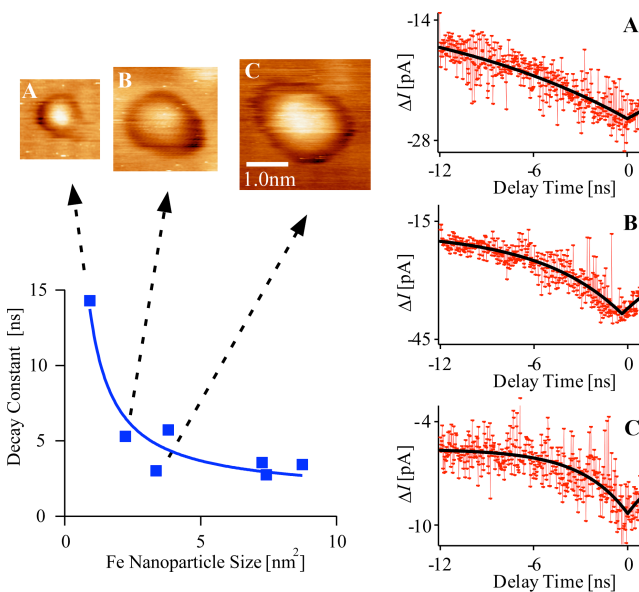 A
B
C
1.0nm
15
10
5
0
Decay Constant [ns]
0
5
10
Fe Nanoparticle Size [nm²]
-14
A
ΔI [pA]
-28
-12
-6
0
Delay Time [ns]
-15
B
ΔI [pA]
-45
-12
-6
0
Delay Time [ns]
-4
C
ΔI [pA]
-10
-12
-6
0
Delay Time [ns]